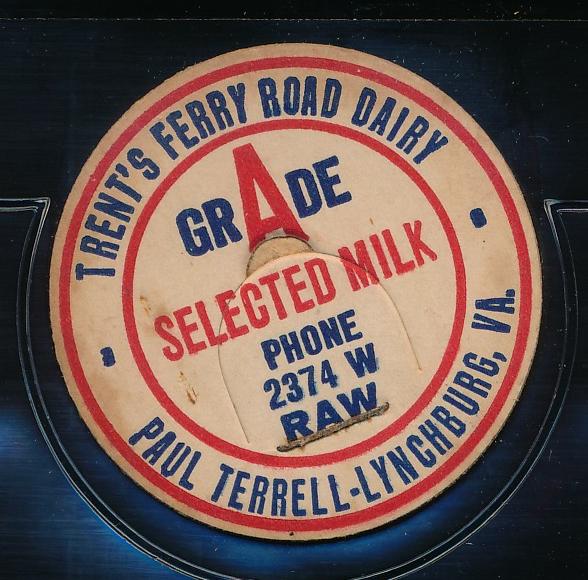 TRENT'S FERRY ROAD DAIRY
GRADE
SELECTED MILK
PHONE
2374 W
RAW
PAUL TERRELL-LYNCHBURG, VA.